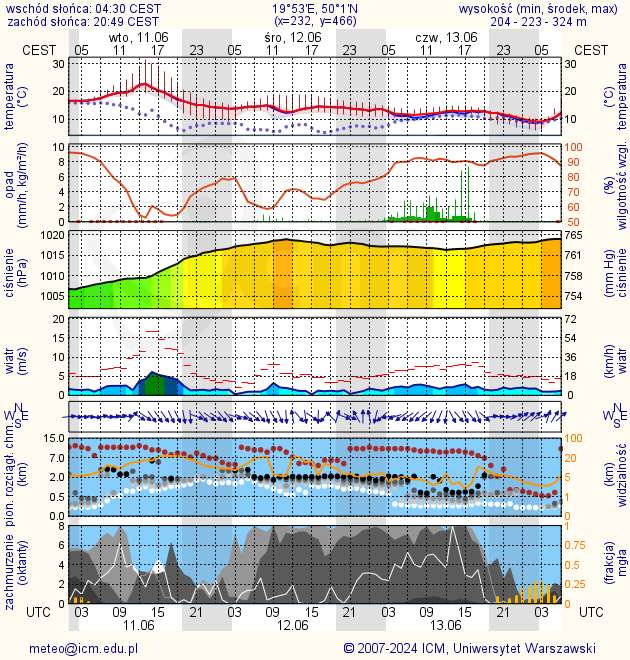 wschód słońca: 04:30 CEST 19°53'E, 50°1'N wysokość (min, środek, max)
zachód słońca: 20:49 CEST (x=232, y=466) 204 - 223 - 324 m
wto, 11.06 śro, 12.06 czw, 13.06
CEST 05 11 17 23 05 11 17 23 05 11 17 23 05 CEST
temperatura (°C)
30
20
10
30
20
10
temperatura (°C)
opad (mm/h, kg/m²/h)
10
8
6
4
2
0
100
90
80
70
60
50
(%) wilgotność wzgl.
ciśnienie (hPa)
1020
1015
1010
1005
765
761
758
754
(mm Hg) ciśnienie
wiatr (m/s)
20
15
10
5
0
72
54
36
18
0
(km/h) wiatr
N
W E
S
N
W E
S
pion. rozciągł. chm. (km)
15.0
7.0
2.0
0.5
0.0
100
20
5
1
0
(km) widzialność
zachmurzenie (oktanty)
8
6
4
2
0
1
0.75
0.5
0.25
0
(frakcja) mgła
UTC 03 09 15 21 03 09 15 21 03 09 15 21 03 UTC
11.06 12.06 13.06
meteo@icm.edu.pl © 2007-2024 ICM, Uniwersytet Warszawski